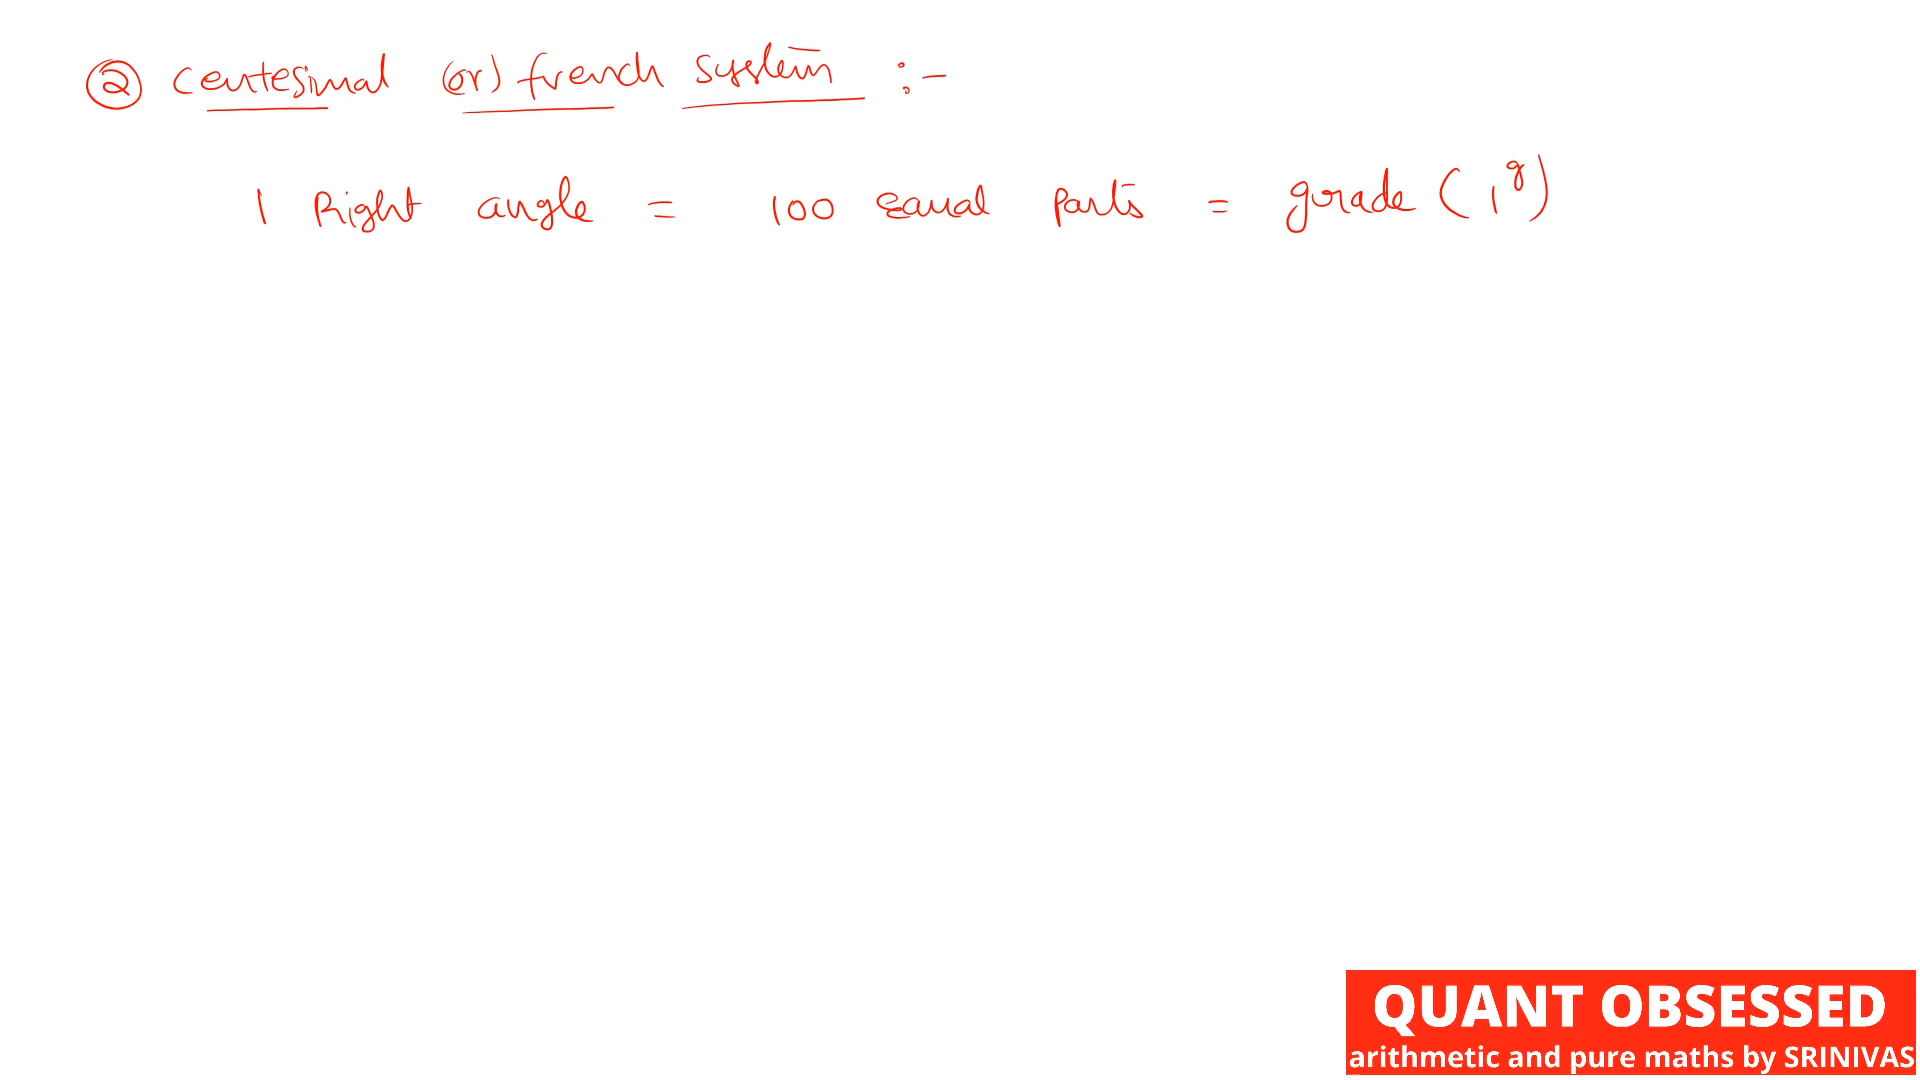 ② Centesimal (or) french system :-
1 Right angle = 100 equal parts = grade (1ᵍ)
QUANT OBSESSED
arithmetic and pure maths by SRINIVAS